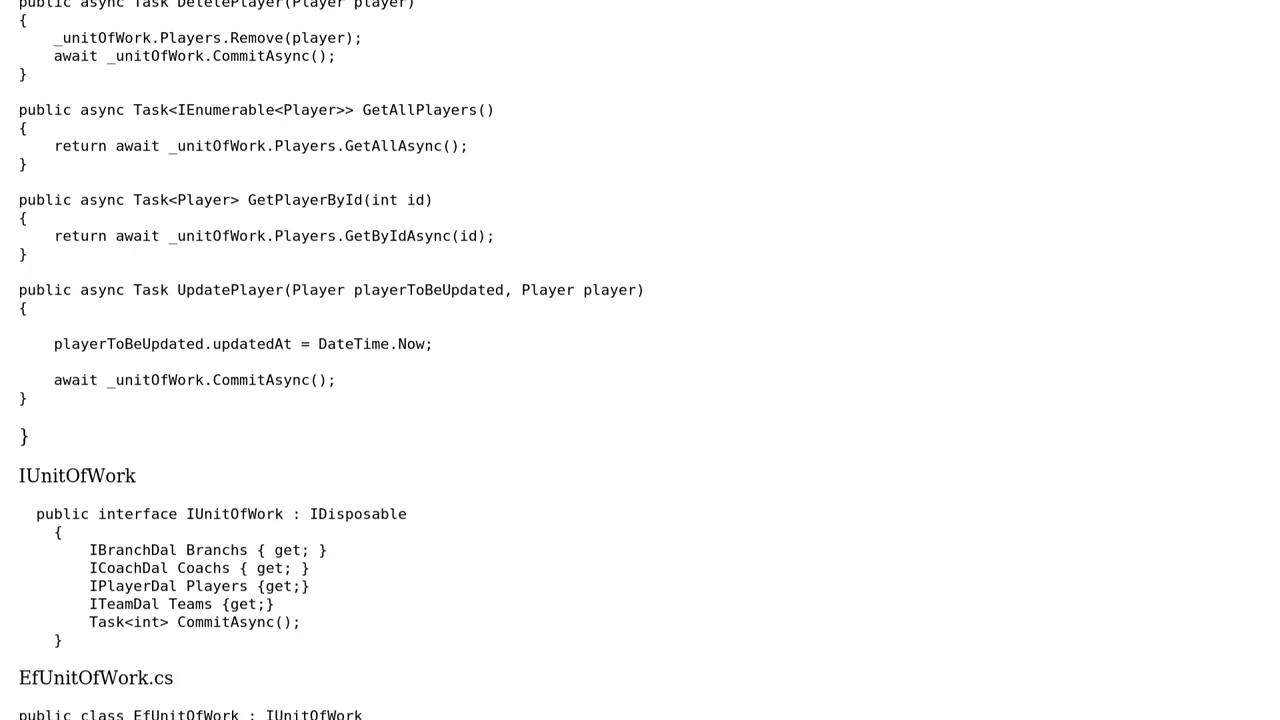 public async Task DeletePlayer(Player player)
{
    _unitOfWork.Players.Remove(player);
    await _unitOfWork.CommitAsync();
}

public async Task<IEnumerable<Player>> GetAllPlayers()
{
    return await _unitOfWork.Players.GetAllAsync();
}

public async Task<Player> GetPlayerById(int id)
{
    return await _unitOfWork.Players.GetByIdAsync(id);
}

public async Task UpdatePlayer(Player playerToBeUpdated, Player player)
{

    playerToBeUpdated.updatedAt = DateTime.Now;

    await _unitOfWork.CommitAsync();
}

}
IUnitOfWork
  public interface IUnitOfWork : IDisposable
    {
        IBranchDal Branchs { get; }
        ICoachDal Coachs { get; }
        IPlayerDal Players {get;}
        ITeamDal Teams {get;}
        Task<int> CommitAsync();
    }
EfUnitOfWork.cs
public class EfUnitOfWork : IUnitOfWork